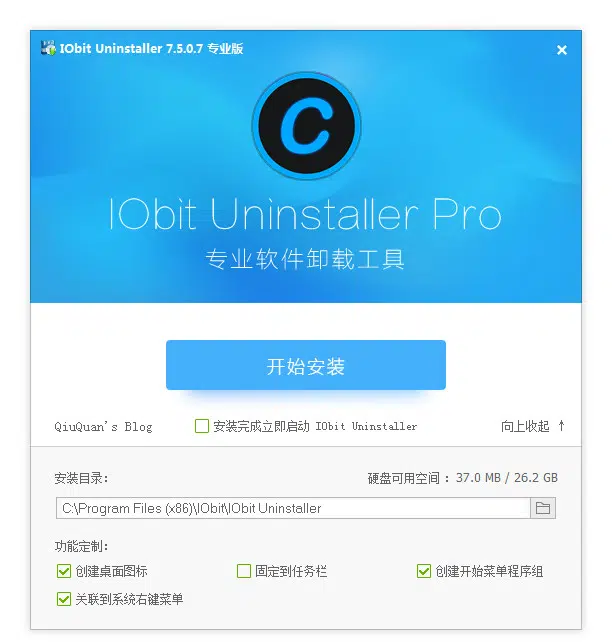 IObit Uninstaller 7.5.0.7 专业版
C
IObit Uninstaller Pro
专业软件卸载工具
开始安装
QiuQuan's Blog
安装完成立即启动 IObit Uninstaller
向上收起 ↑
安装目录:
硬盘可用空间 : 37.0 MB / 26.2 GB
C:\Program Files (x86)\IObit\IObit Uninstaller
功能定制:
创建桌面图标
固定到任务栏
创建开始菜单程序组
关联到系统右键菜单